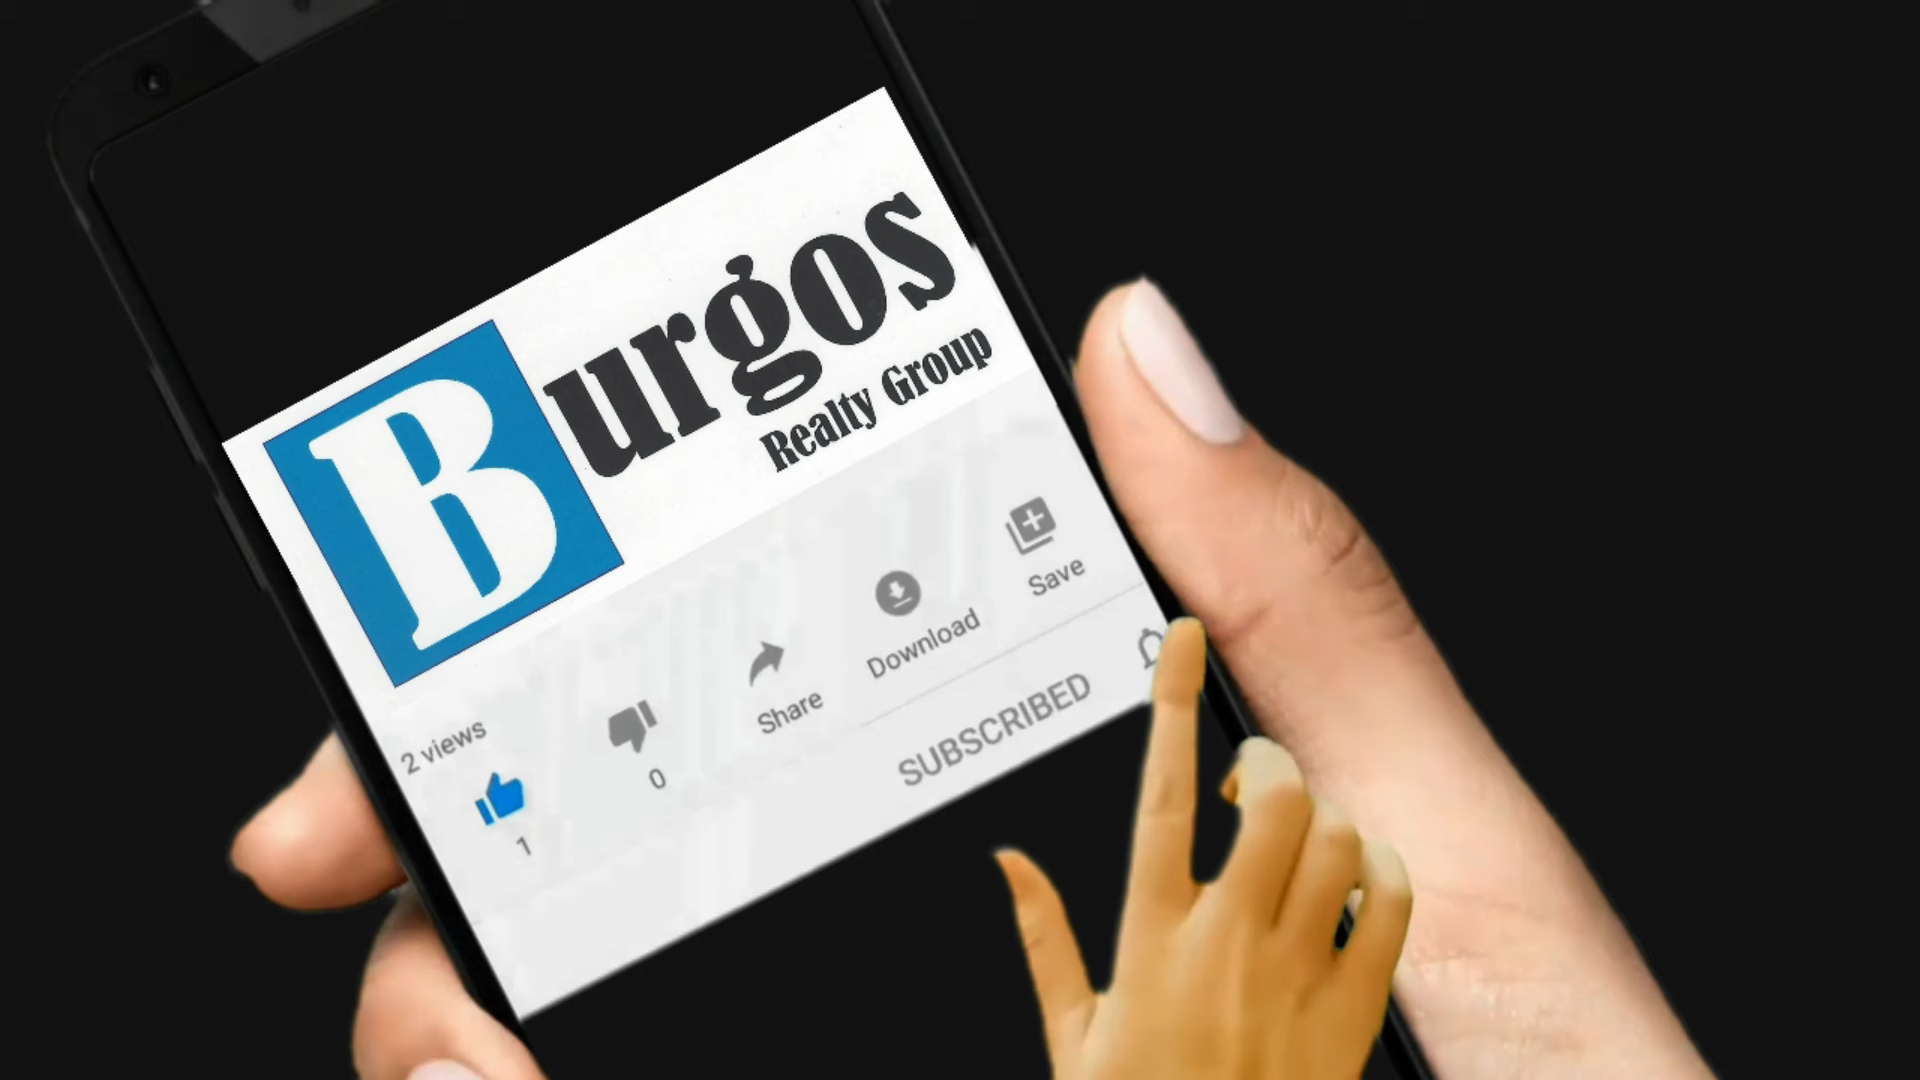 Burgos
Realty Group
2 views
1
0
Share
Download
Save
SUBSCRIBED